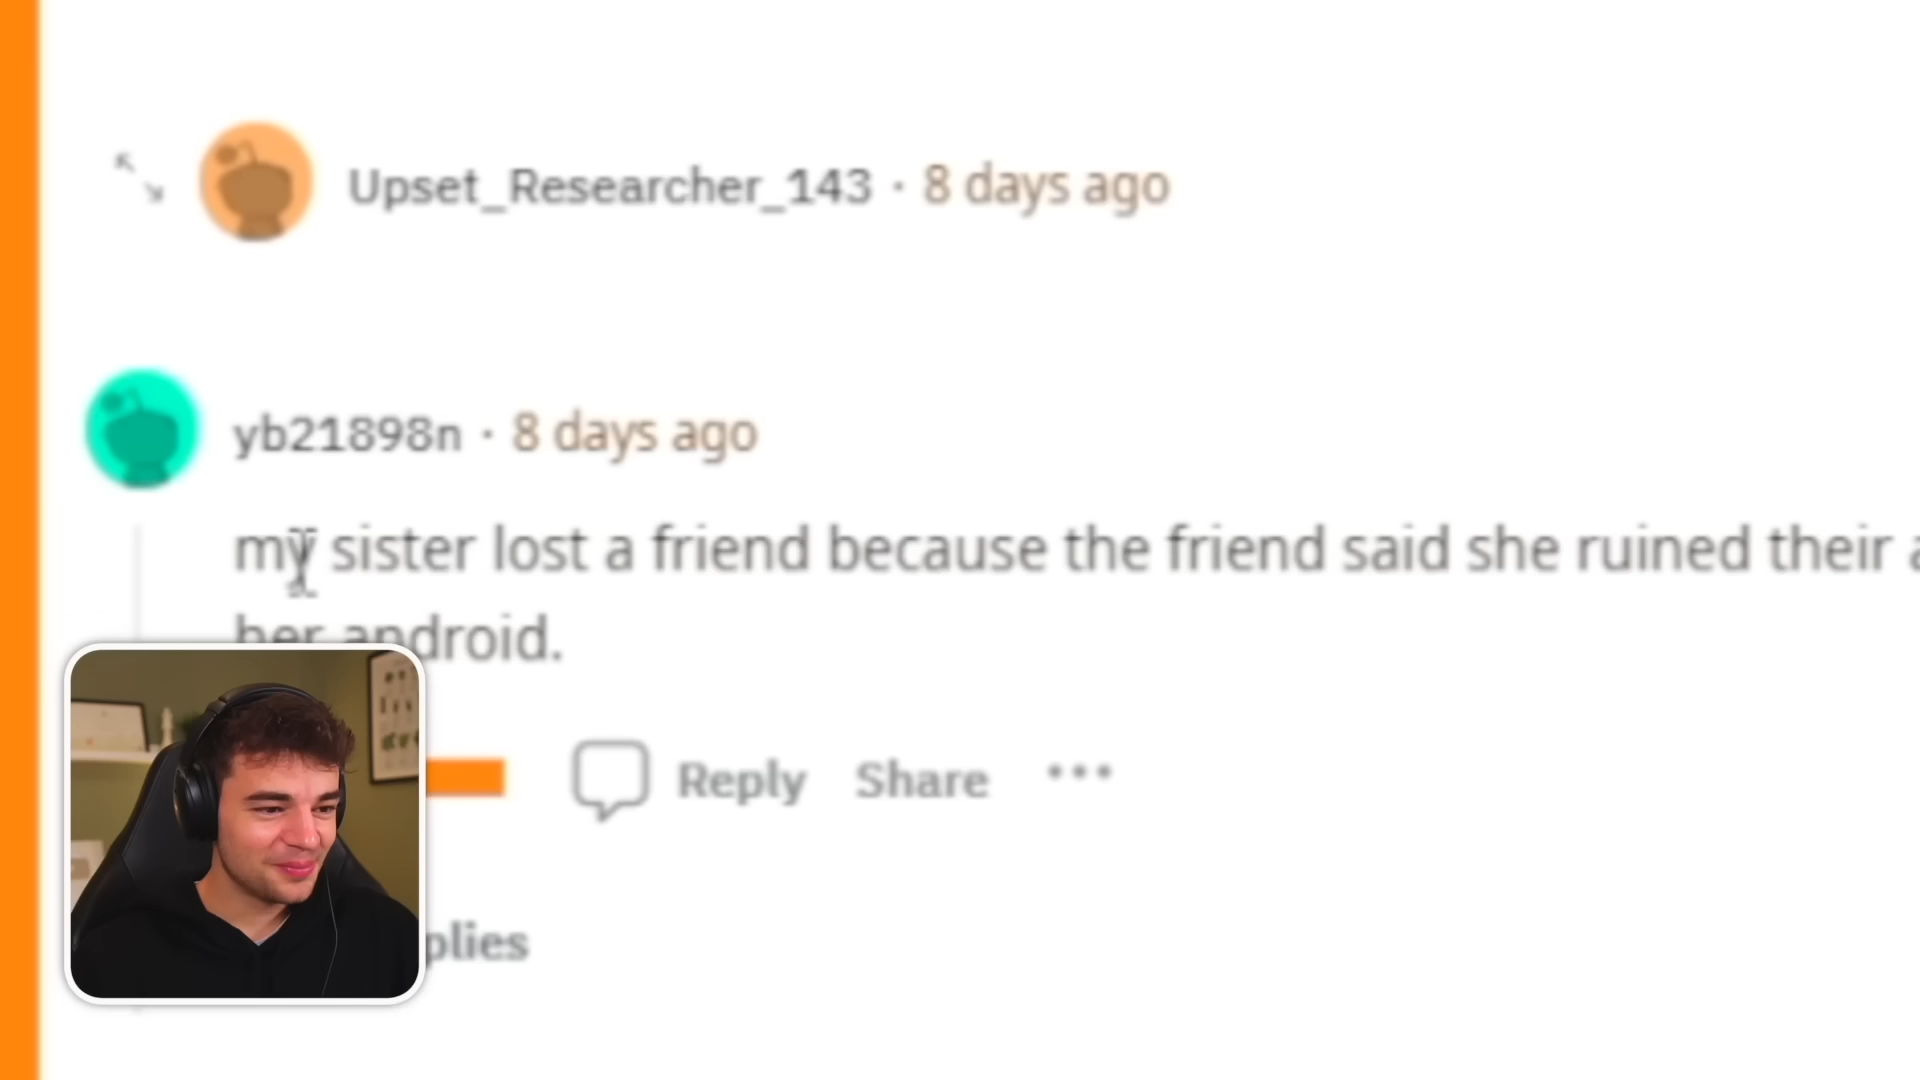 Upset_Researcher_143 · 8 days ago
yb21898n · 8 days ago
my sister lost a friend because the friend said she ruined their
her android.
Reply Share
plies